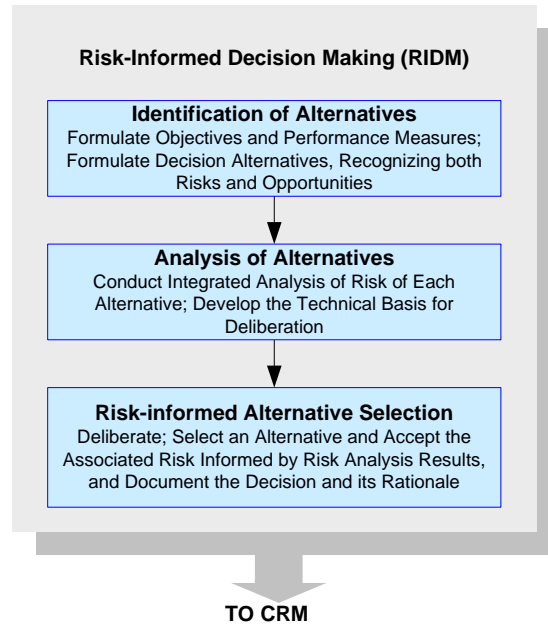 Risk-Informed Decision Making (RIDM)
Identification of Alternatives
Formulate Objectives and Performance Measures;
Formulate Decision Alternatives, Recognizing both
Risks and Opportunities
Analysis of Alternatives
Conduct Integrated Analysis of Risk of Each
Alternative; Develop the Technical Basis for
Deliberation
Risk-informed Alternative Selection
Deliberate; Select an Alternative and Accept the
Associated Risk Informed by Risk Analysis Results,
and Document the Decision and its Rationale
TO CRM